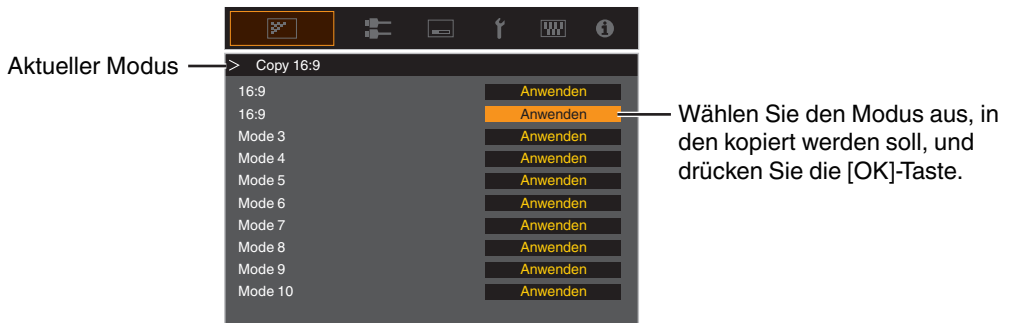 Aktueller Modus
> Copy 16:9
16:9 Anwenden
16:9 Anwenden
Mode 3 Anwenden
Mode 4 Anwenden
Mode 5 Anwenden
Mode 6 Anwenden
Mode 7 Anwenden
Mode 8 Anwenden
Mode 9 Anwenden
Mode 10 Anwenden
Wählen Sie den Modus aus, in
den kopiert werden soll, und
drücken Sie die [OK]-Taste.